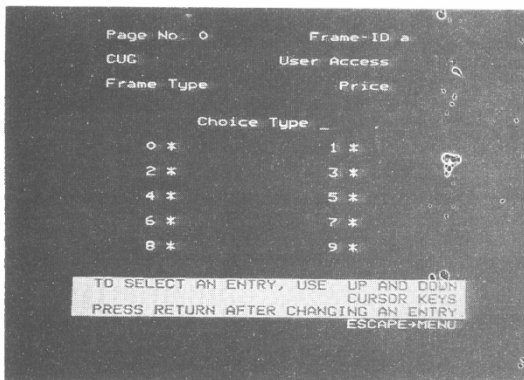 Page No. 0 Frame-ID a
CUG User Access
Frame Type Price
Choice Type _
0 * 1 *
2 * 3 *
4 * 5 *
6 * 7 *
8 * 9 *
TO SELECT AN ENTRY, USE UP AND DOWN
CURSOR KEYS
PRESS RETURN AFTER CHANGING AN ENTRY
ESCAPE→MENU